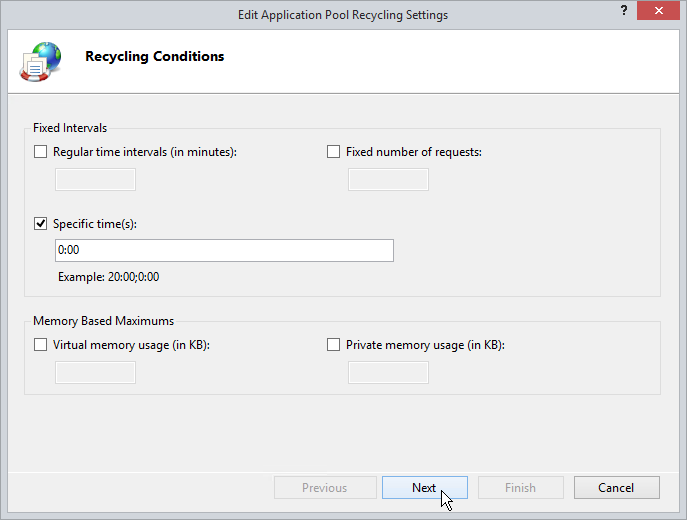 Edit Application Pool Recycling Settings
?
Recycling Conditions
Fixed Intervals
Regular time intervals (in minutes):
Fixed number of requests:
Specific time(s):
0:00
Example: 20:00;0:00
Memory Based Maximums
Virtual memory usage (in KB):
Private memory usage (in KB):
Previous
Next
Finish
Cancel